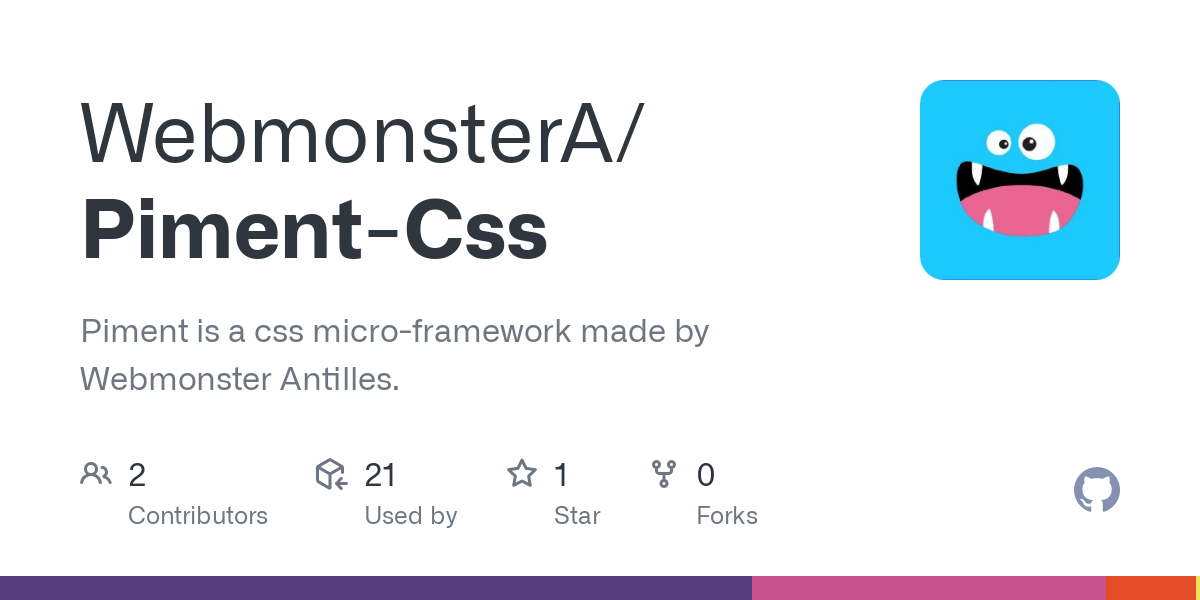 WebmonsterA/
Piment-Css
Piment is a css micro-framework made by
Webmonster Antilles.
2 21 1 0
Contributors Used by Star Forks